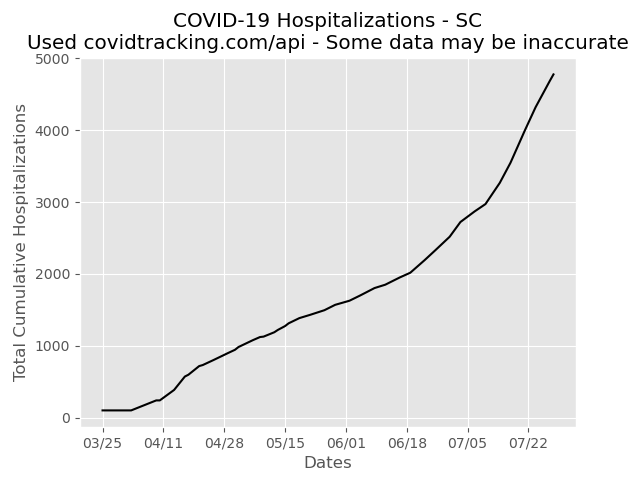 COVID-19 Hospitalizations - SC
Used covidtracking.com/api - Some data may be inaccurate
Total Cumulative Hospitalizations
5000
4000
3000
2000
1000
0
03/25 04/11 04/28 05/15 06/01 06/18 07/05 07/22
Dates